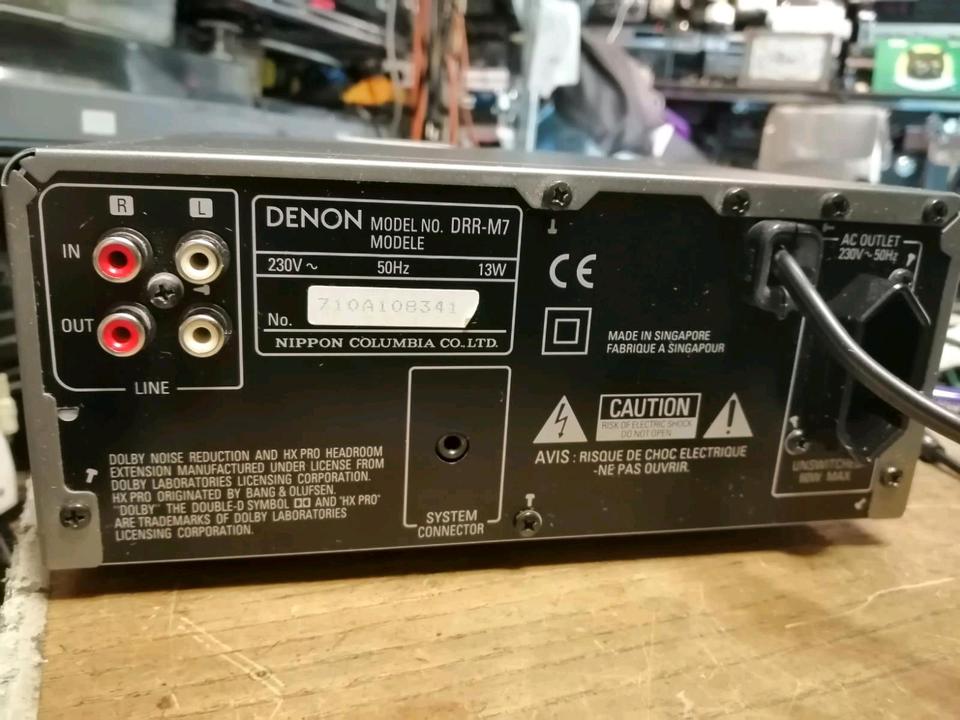 R L
IN
OUT
LINE
DENON MODEL NO. DRR-M7
MODELE
230V~ 50Hz 13W
No. 710A108341
NIPPON COLUMBIA CO., LTD.
CE
MADE IN SINGAPORE
FABRIQUE A SINGAPOUR
AC OUTLET
230V~50Hz
UNSWITCHED
MAX
CAUTION
RISK OF ELECTRIC SHOCK
DO NOT OPEN
AVIS : RISQUE DE CHOC ELECTRIQUE
-NE PAS OUVRIR.
SYSTEM
CONNECTOR
DOLBY NOISE REDUCTION AND HX PRO HEADROOM
EXTENSION MANUFACTURED UNDER LICENSE FROM
DOLBY LABORATORIES LICENSING CORPORATION.
HX PRO ORIGINATED BY BANG & OLUFSEN.
"DOLBY" THE DOUBLE-D SYMBOL AND "HX PRO"
ARE TRADEMARKS OF DOLBY LABORATORIES
LICENSING CORPORATION.